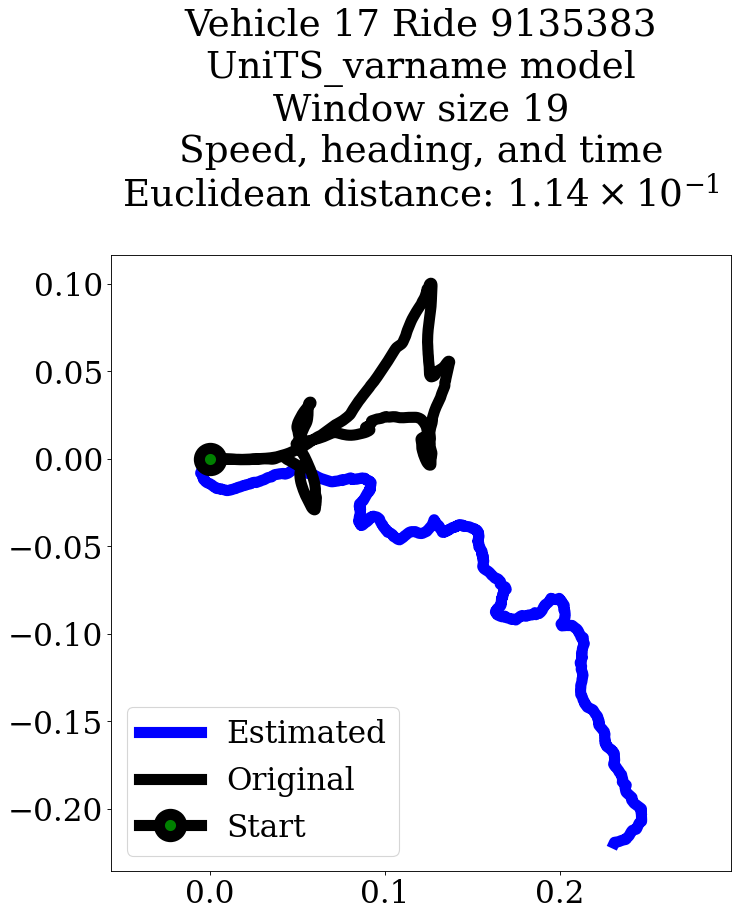 Vehicle 17 Ride 9135383
UniTS_varname model
Window size 19
Speed, heading, and time
Euclidean distance: 1.14 × 10⁻¹
0.10
0.05
0.00
−0.05
−0.10
−0.15
−0.20
Estimated
Original
Start
0.0 0.1 0.2